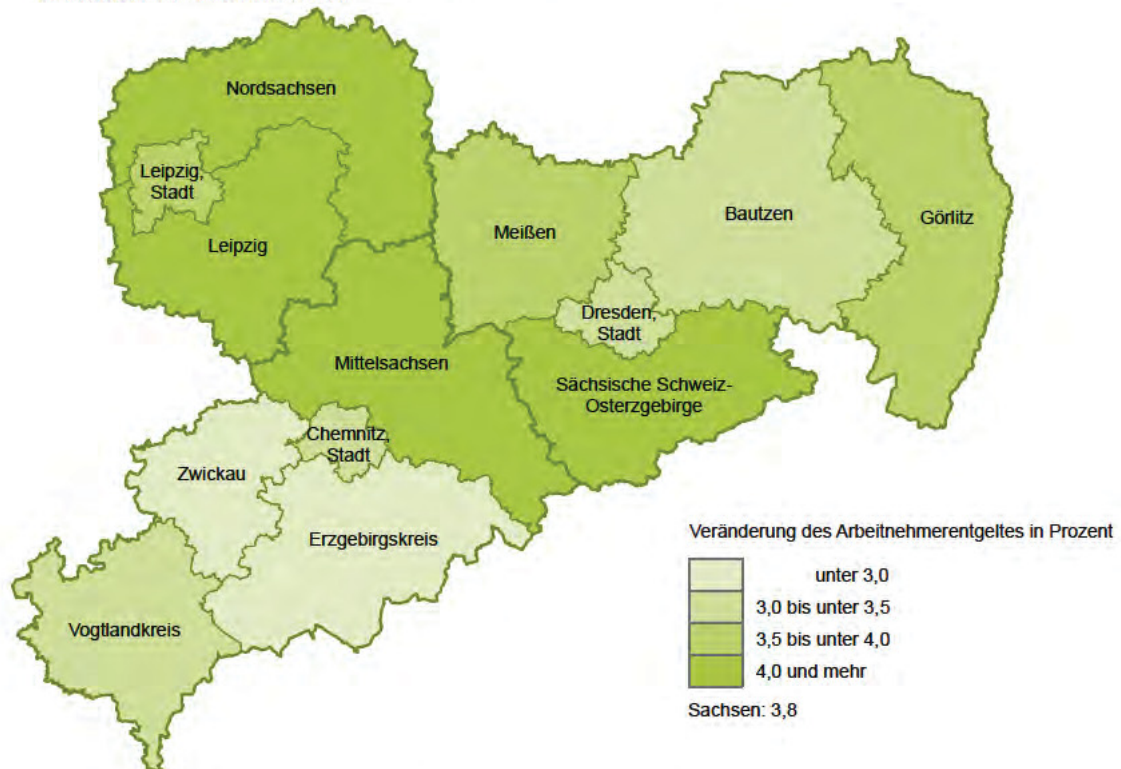 Nordsachsen
Leipzig,
Stadt
Leipzig
Meißen
Bautzen
Görlitz
Dresden,
Stadt
Mittelsachsen
Sächsische Schweiz-
Osterzgebirge
Chemnitz,
Stadt
Zwickau
Erzgebirgskreis
Vogtlandkreis
Veränderung des Arbeitnehmerentgeltes in Prozent
unter 3,0
3,0 bis unter 3,5
3,5 bis unter 4,0
4,0 und mehr
Sachsen: 3,8